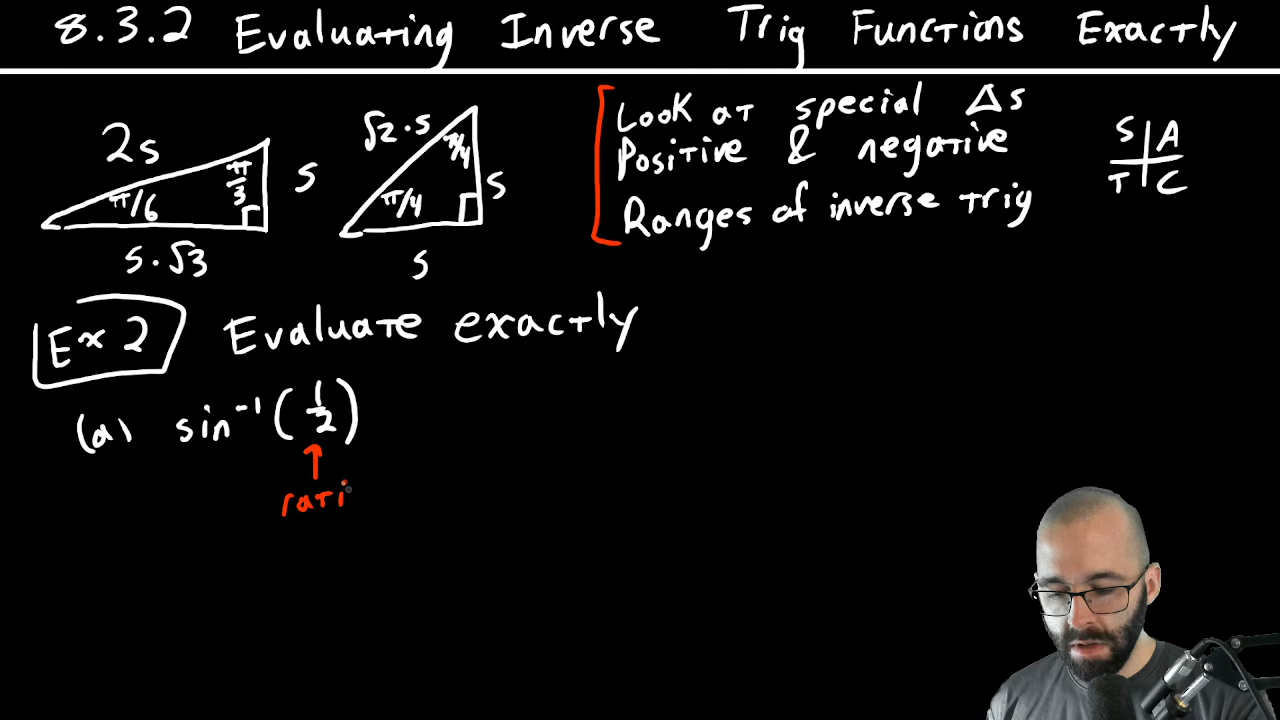 8.3.2 Evaluating Inverse Trig Functions Exactly
2s
π/6
π/3
s
s·√3
√2·s
π/4
π/4
s
s
Look at special Δs
Positive & negative
Ranges of inverse trig
S A
T C
Ex 2 Evaluate exactly
(a) sin⁻¹(1/2)
↑
rati